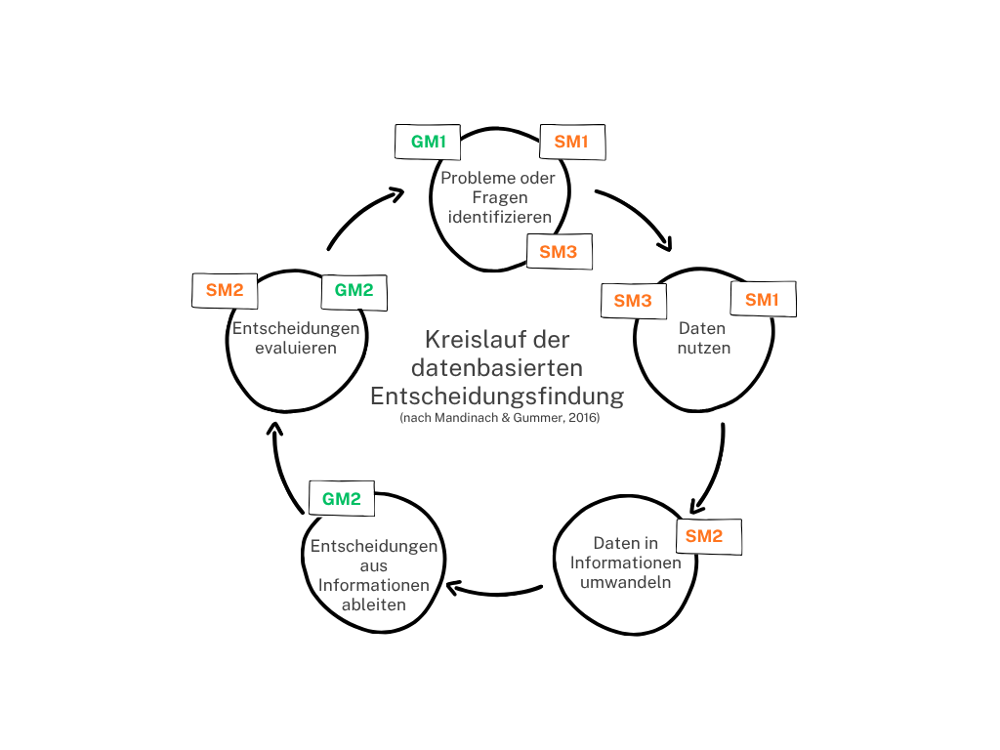 GM1
SM1
Probleme oder
Fragen
identifizieren
SM3
SM2
GM2
Entscheidungen
evaluieren
SM3
SM1
Daten
nutzen
Kreislauf der
datenbasierten
Entscheidungsfindung
(nach Mandinach & Gummer, 2016)
GM2
Entscheidungen
aus
Informationen
ableiten
SM2
Daten in
Informationen
umwandeln